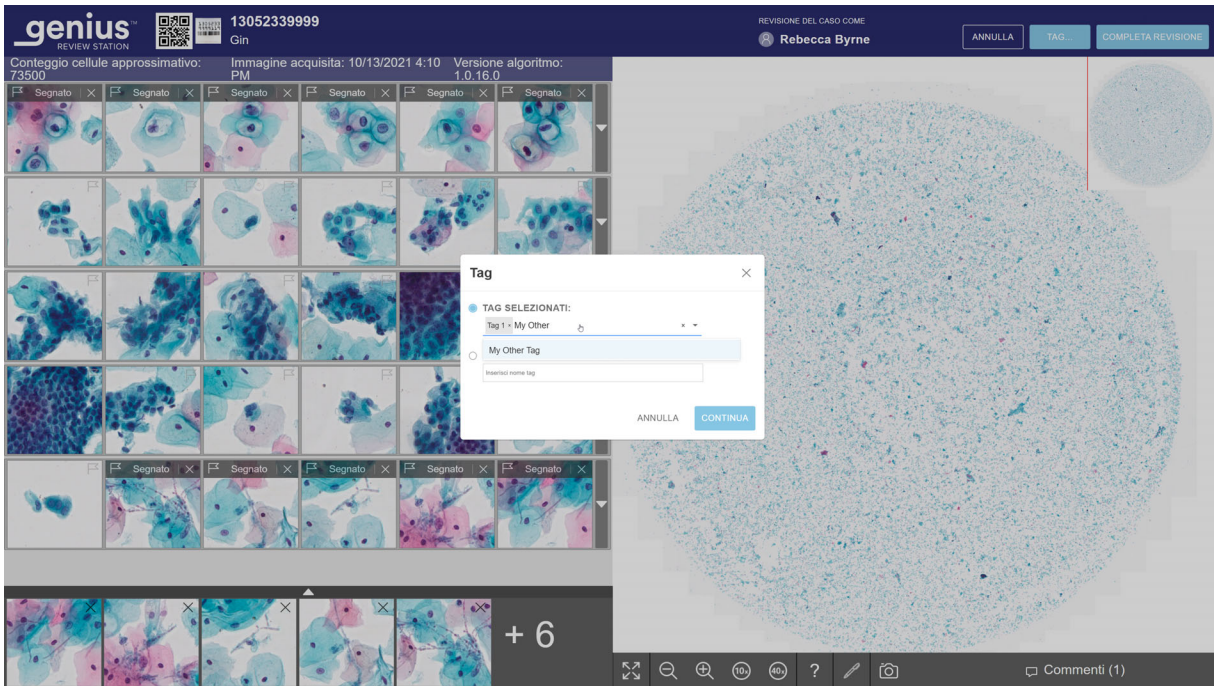 genius™
REVIEW STATION
13052339999
Gin
REVISIONE DEL CASO COME
Rebecca Byrne
ANNULLA
TAG...
COMPLETA REVISIONE
Conteggio cellule approssimativo: 73500
Immagine acquisita: 10/13/2021 4:10 PM
Versione algoritmo: 1.0.16.0
Segnato
Segnato
Segnato
Segnato
Segnato
Segnato
Tag
TAG SELEZIONATI:
Tag 1 × My Other
My Other Tag
Inserisci nome tag
ANNULLA
CONTINUA
Segnato
Segnato
Segnato
Segnato
Segnato
+ 6
10x
40x
?
Commenti (1)